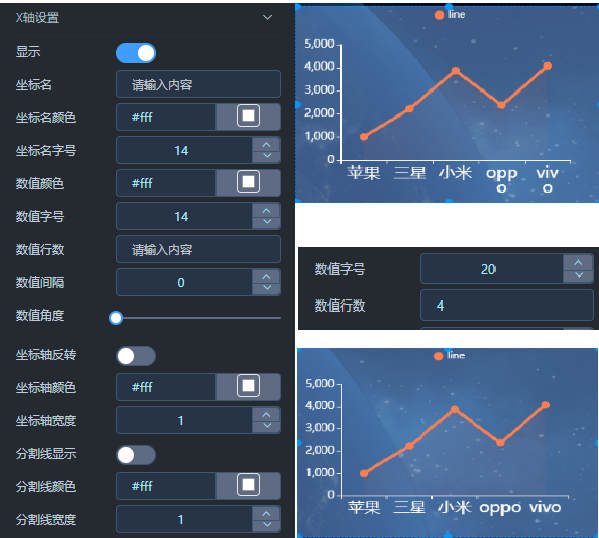 X轴设置
显示
坐标名 请输入内容
坐标名颜色 #fff
坐标名字号 14
数值颜色 #fff
数值字号 14
数值行数 请输入内容
数值间隔 0
数值角度
坐标轴反转
坐标轴颜色 #fff
坐标轴宽度 1
分割线显示
分割线颜色 #fff
分割线宽度 1
line
5,000
4,000
3,000
2,000
1,000
0
苹果 三星 小米 opp viv
o o
数值字号 20
数值行数 4
line
5,000
4,000
3,000
2,000
1,000
0
苹果 三星 小米 oppo vivo